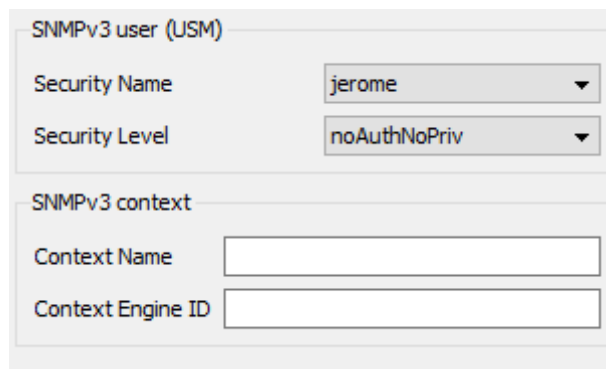 SNMPv3 user (USM)
Security Name jerome
Security Level noAuthNoPriv
SNMPv3 context
Context Name
Context Engine ID